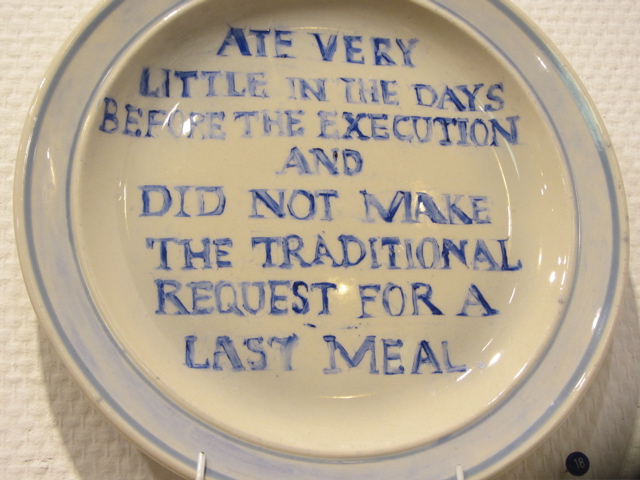 ATE VERY
LITTLE IN THE DAYS
BEFORE THE EXECUTION
AND
DID NOT MAKE
THE TRADITIONAL
REQUEST FOR A
LAST MEAL.
18